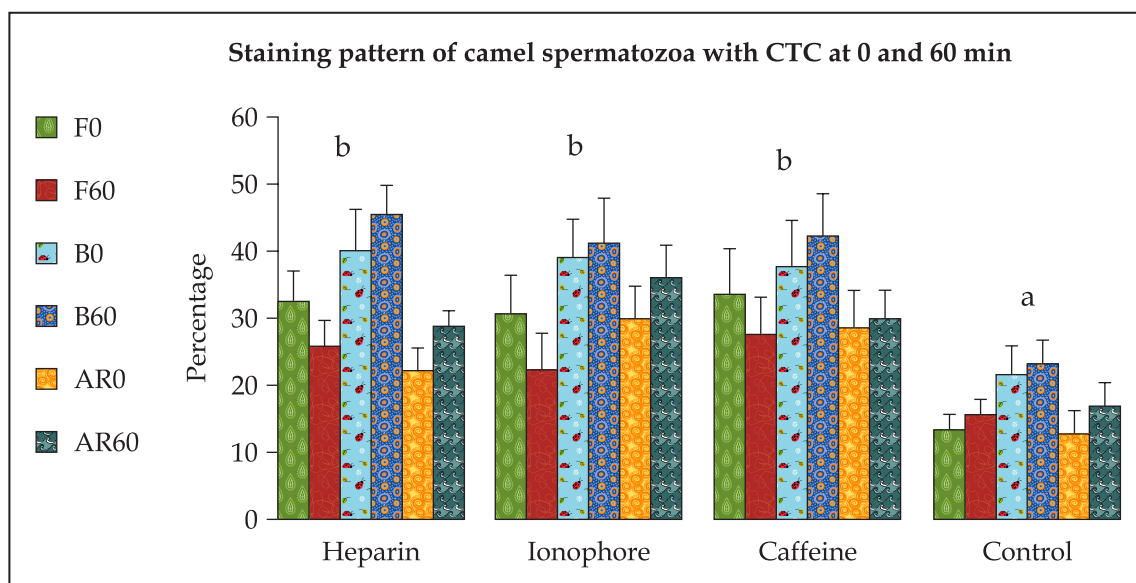 Staining pattern of camel spermatozoa with CTC at 0 and 60 min
F0
F60
B0
B60
AR0
AR60
Percentage
60
50
40
30
20
10
0
b
b
b
a
Heparin
Ionophore
Caffeine
Control